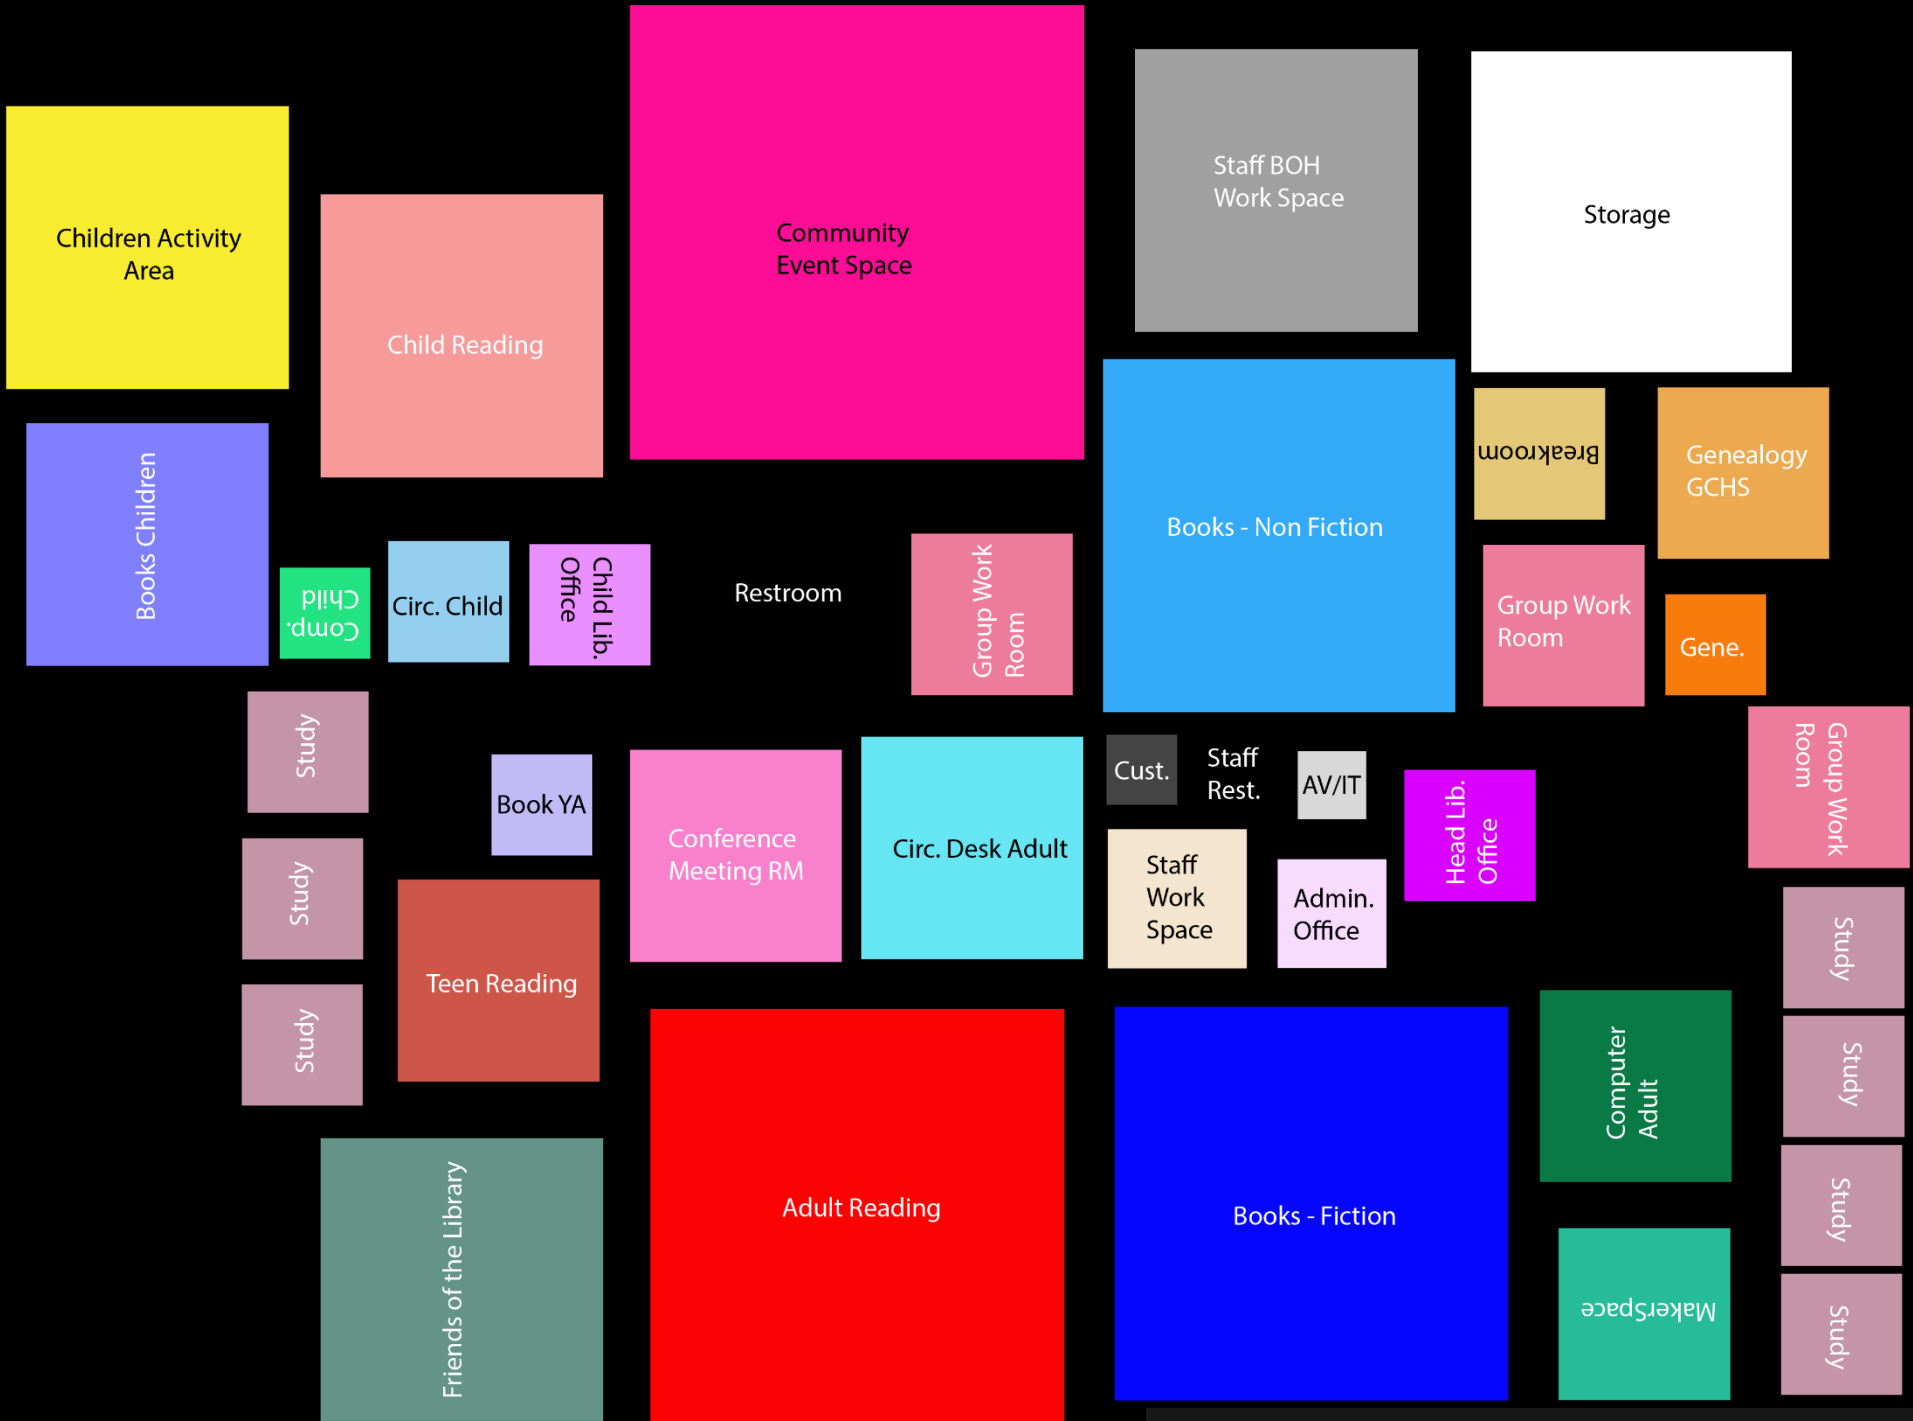 Children Activity
Area
Child Reading
Community
Event Space
Staff BOH
Work Space
Storage
Books Children
Comp.
Child
Circ. Child
Child Lib.
Office
Restroom
Group Work
Room
Books - Non Fiction
Breakroom
Genealogy
GCHS
Group Work
Room
Gene.
Group Work
Room
Study
Study
Study
Book YA
Teen Reading
Conference
Meeting RM
Circ. Desk Adult
Cust.
Staff
Rest.
AV/IT
Staff
Work
Space
Admin.
Office
Head Lib.
Office
Friends of the Library
Adult Reading
Books - Fiction
Computer
Adult
MakerSpace
Study
Study
Study
Study